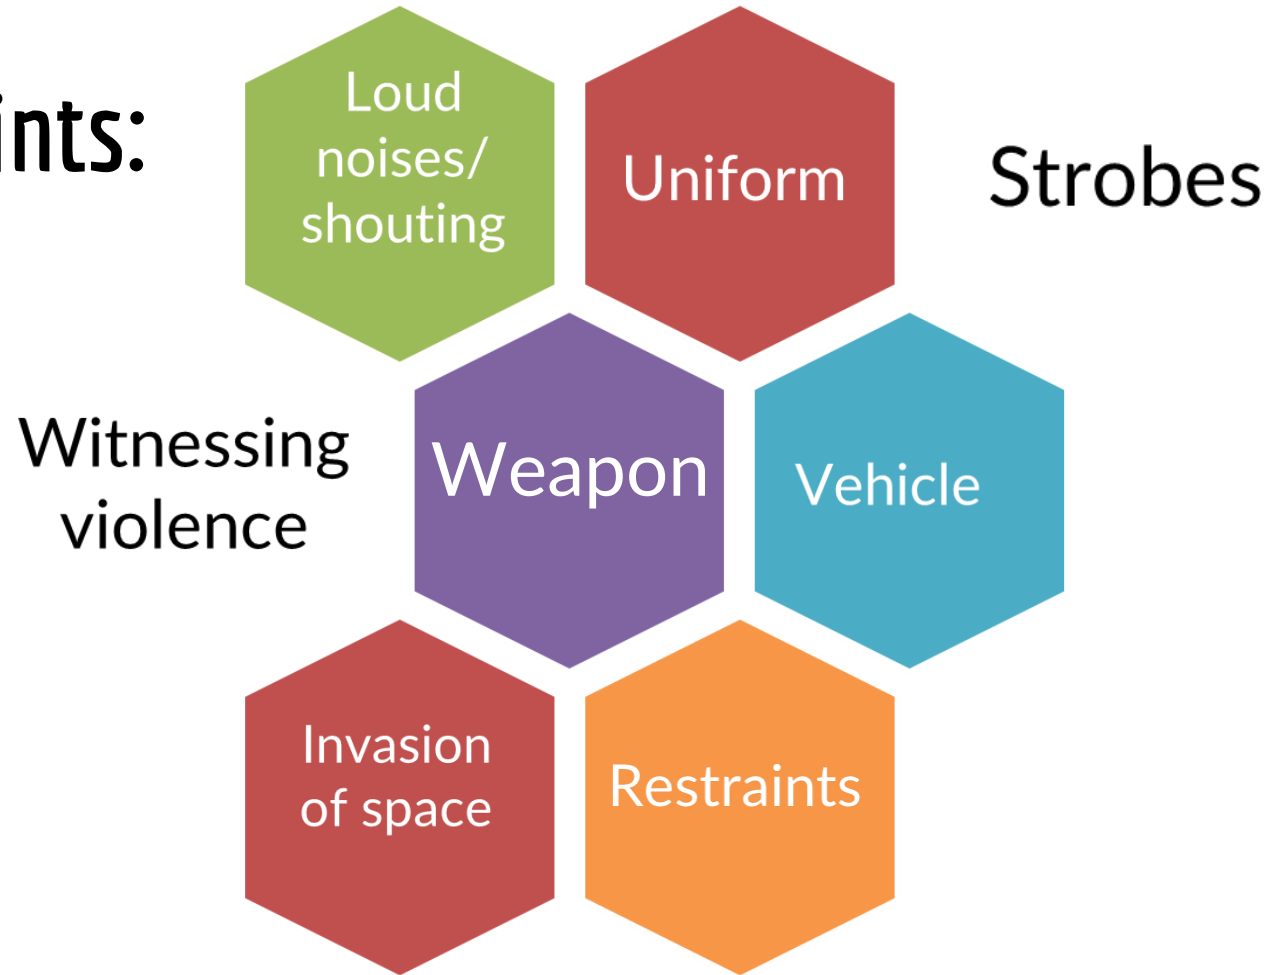 ints:
Loud
noises/
shouting
Uniform
Strobes
Witnessing
violence
Weapon
Vehicle
Invasion
of space
Restraints